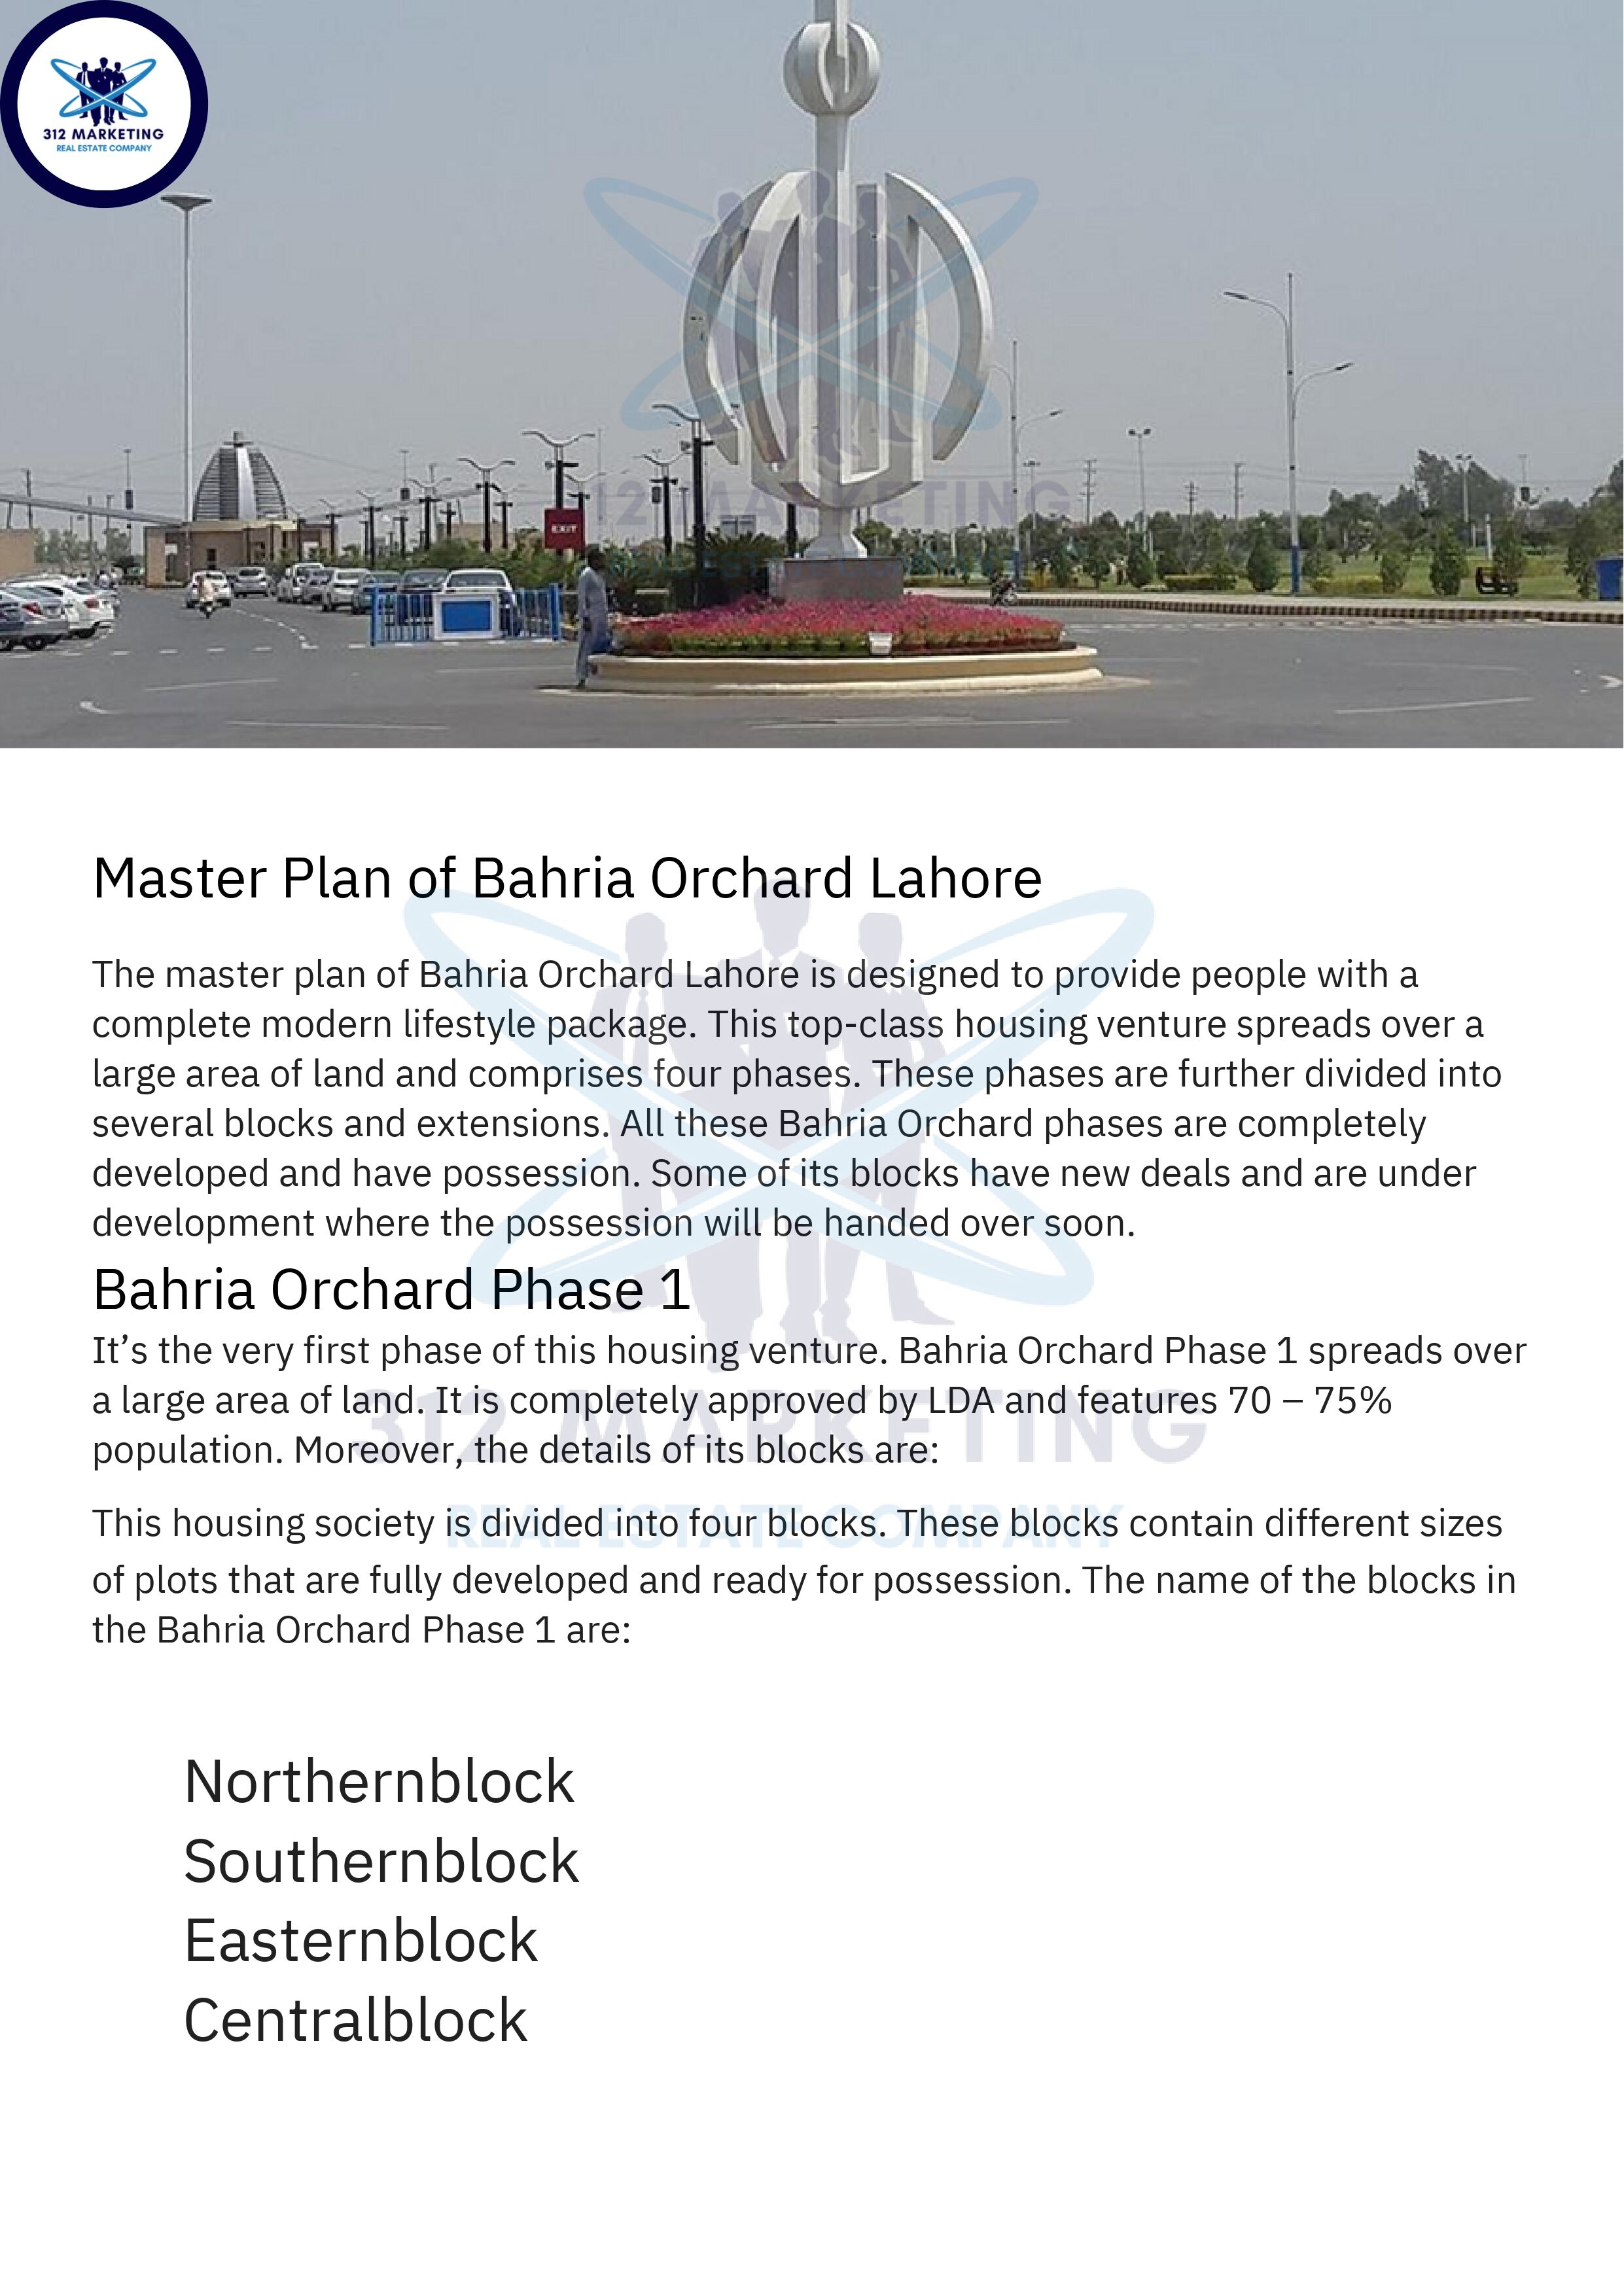 312 MARKETING
REAL ESTATE COMPANY
EXIT
12 MARKETING
Master Plan of Bahria Orchard Lahore
The master plan of Bahria Orchard Lahore is designed to provide people with a
complete modern lifestyle package. This top-class housing venture spreads over a
large area of land and comprises four phases. These phases are further divided into
several blocks and extensions. All these Bahria Orchard phases are completely
developed and have possession. Some of its blocks have new deals and are under
development where the possession will be handed over soon.
Bahria Orchard Phase 1
It’s the very first phase of this housing venture. Bahria Orchard Phase 1 spreads over
a large area of land. It is completely approved by LDA and features 70 – 75%
population. Moreover, the details of its blocks are:
312 MARKETING
This housing society is divided into four blocks. These blocks contain different sizes
REAL ESTATE COMPANY
of plots that are fully developed and ready for possession. The name of the blocks in
the Bahria Orchard Phase 1 are:
Northernblock
Southernblock
Easternblock
Centralblock